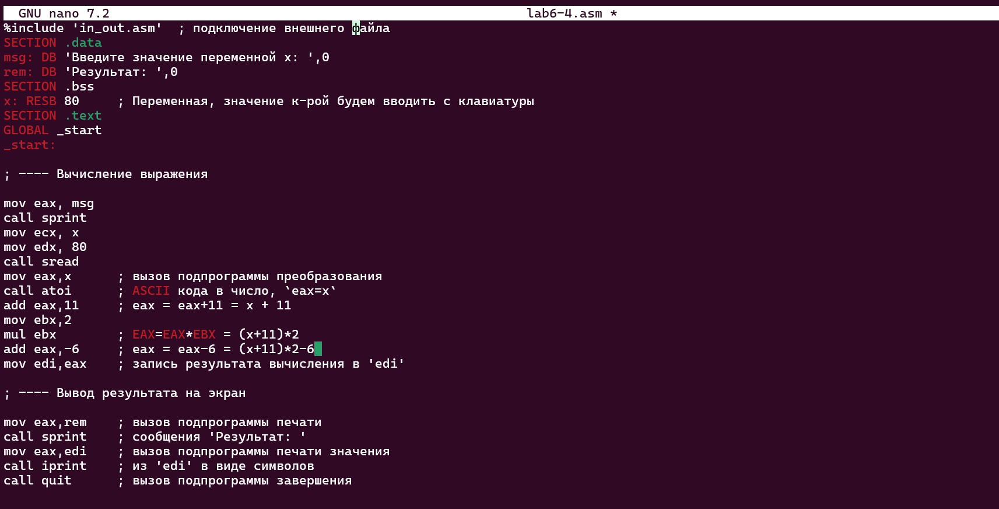 GNU nano 7.2 lab6-4.asm *
%include 'in_out.asm'  ; подключение внешнего файла
SECTION .data
msg: DB 'Введите значение переменной x: ',0
rem: DB 'Результат: ',0
SECTION .bss
x: RESB 80     ; Переменная, значение к-рой будем вводить с клавиатуры
SECTION .text
GLOBAL _start
_start:
; ---- Вычисление выражения
mov eax, msg
call sprint
mov ecx, x
mov edx, 80
call sread
mov eax,x      ; вызов подпрограммы преобразования
call atoi      ; ASCII кода в число, `eax=x`
add eax,11     ; eax = eax+11 = x + 11
mov ebx,2
mul ebx        ; EAX=EAX*EBX = (x+11)*2
add eax,-6     ; eax = eax-6 = (x+11)*2-6
mov edi,eax    ; запись результата вычисления в 'edi'
; ---- Вывод результата на экран
mov eax,rem    ; вызов подпрограммы печати
call sprint    ; сообщения 'Результат: '
mov eax,edi    ; вызов подпрограммы печати значения
call iprint    ; из 'edi' в виде символов
call quit      ; вызов подпрограммы завершения